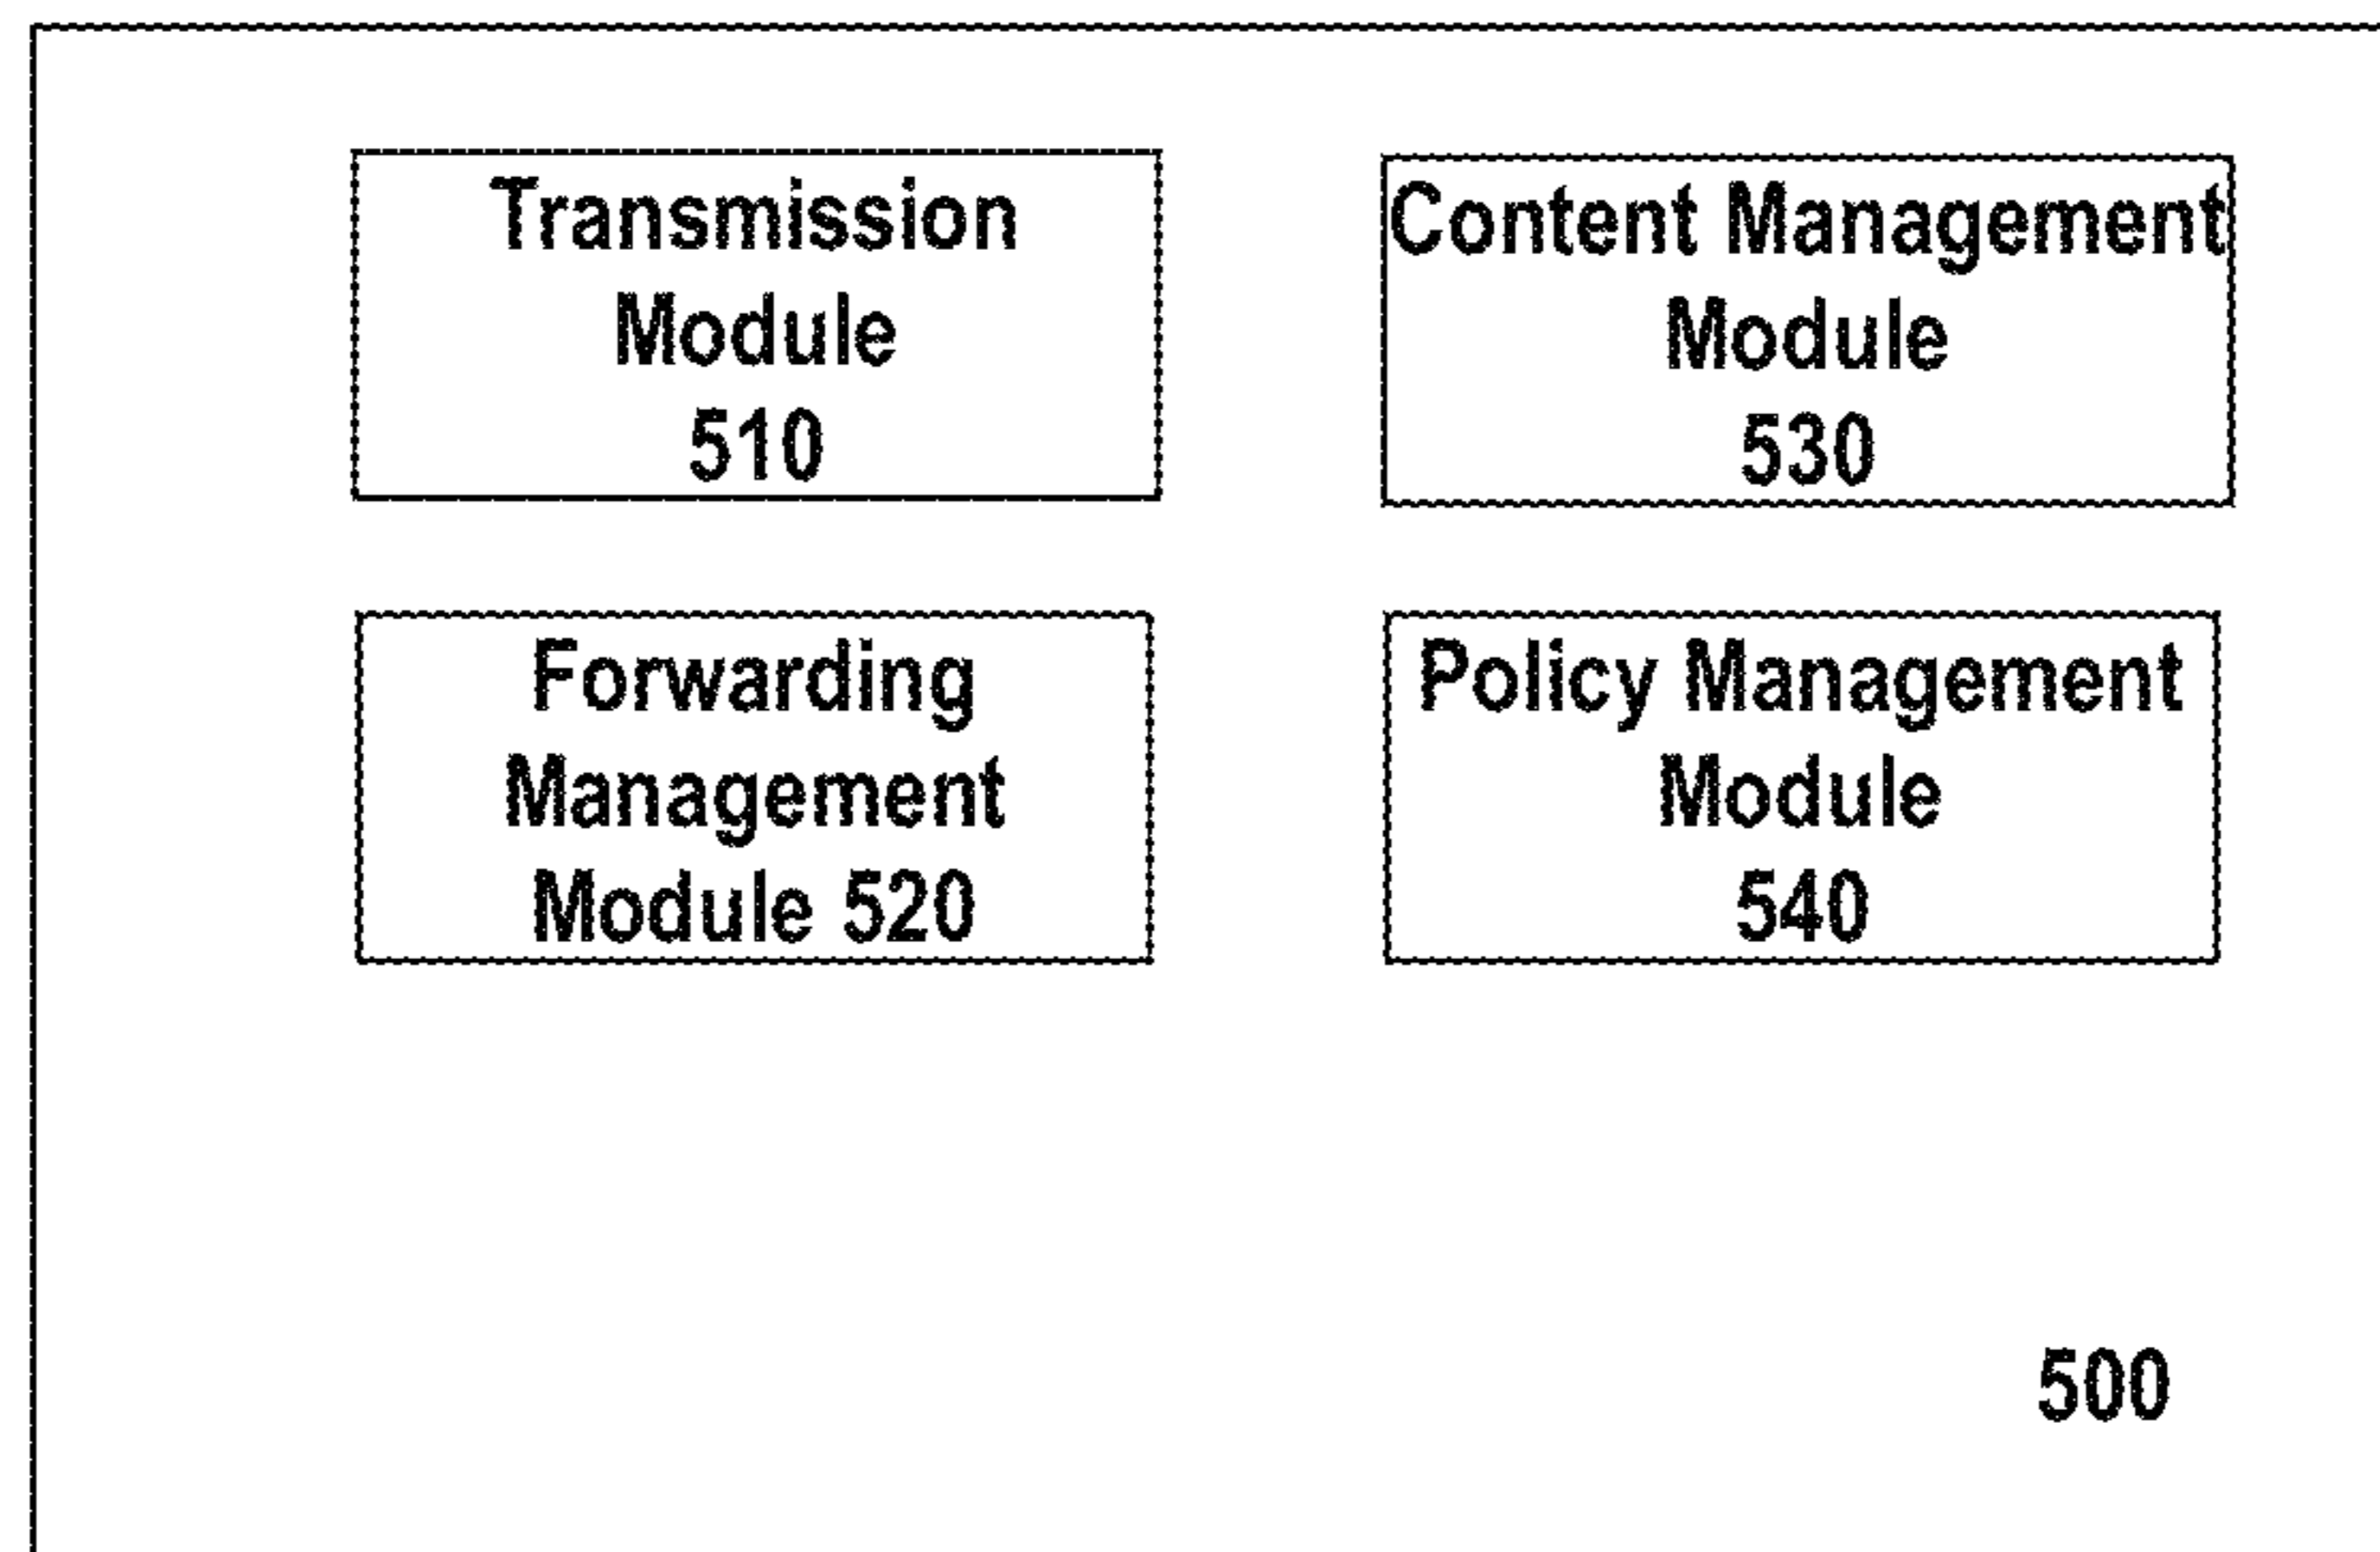 Transmission
Module
510
Content Management
Module
530
Forwarding
Management
Module 520
Policy Management
Module
540
500